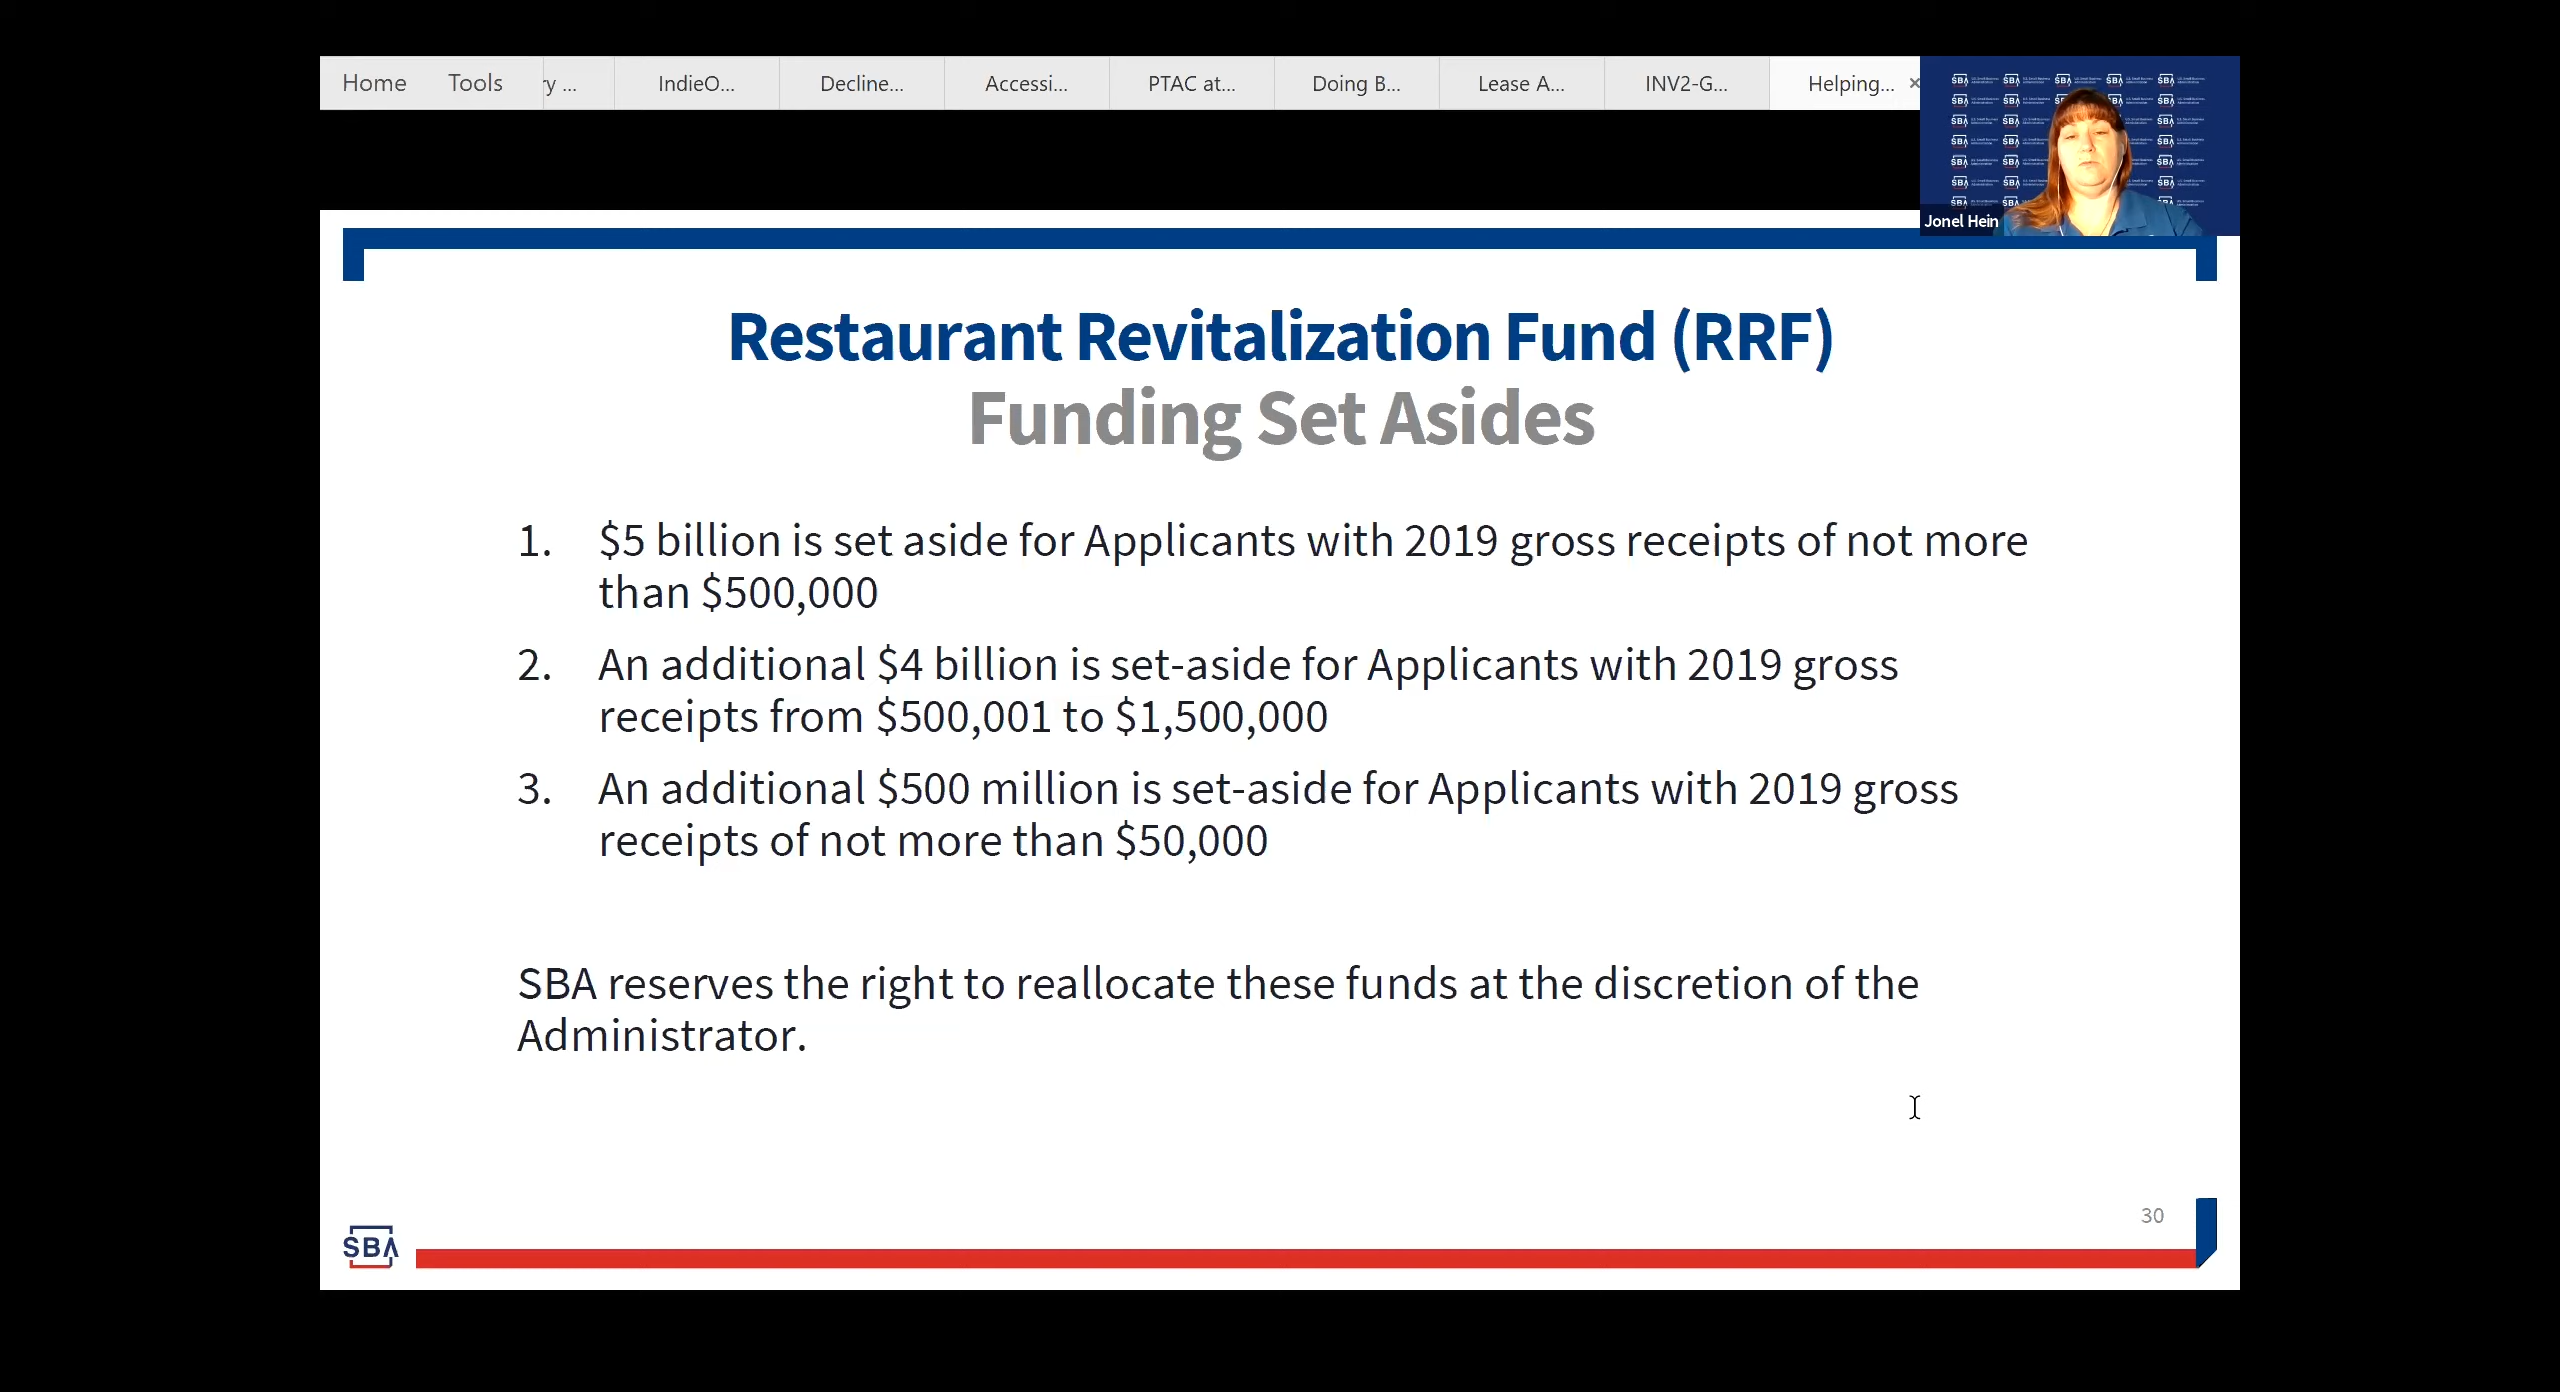 Home Tools ry ... IndieO... Decline... Accessi... PTAC at... Doing B... Lease A... INV2-G... Helping... ×
Jonel Hein
Restaurant Revitalization Fund (RRF)
Funding Set Asides
1. $5 billion is set aside for Applicants with 2019 gross receipts of not more
than $500,000
2. An additional $4 billion is set-aside for Applicants with 2019 gross
receipts from $500,001 to $1,500,000
3. An additional $500 million is set-aside for Applicants with 2019 gross
receipts of not more than $50,000
SBA reserves the right to reallocate these funds at the discretion of the
Administrator.
30
SBA